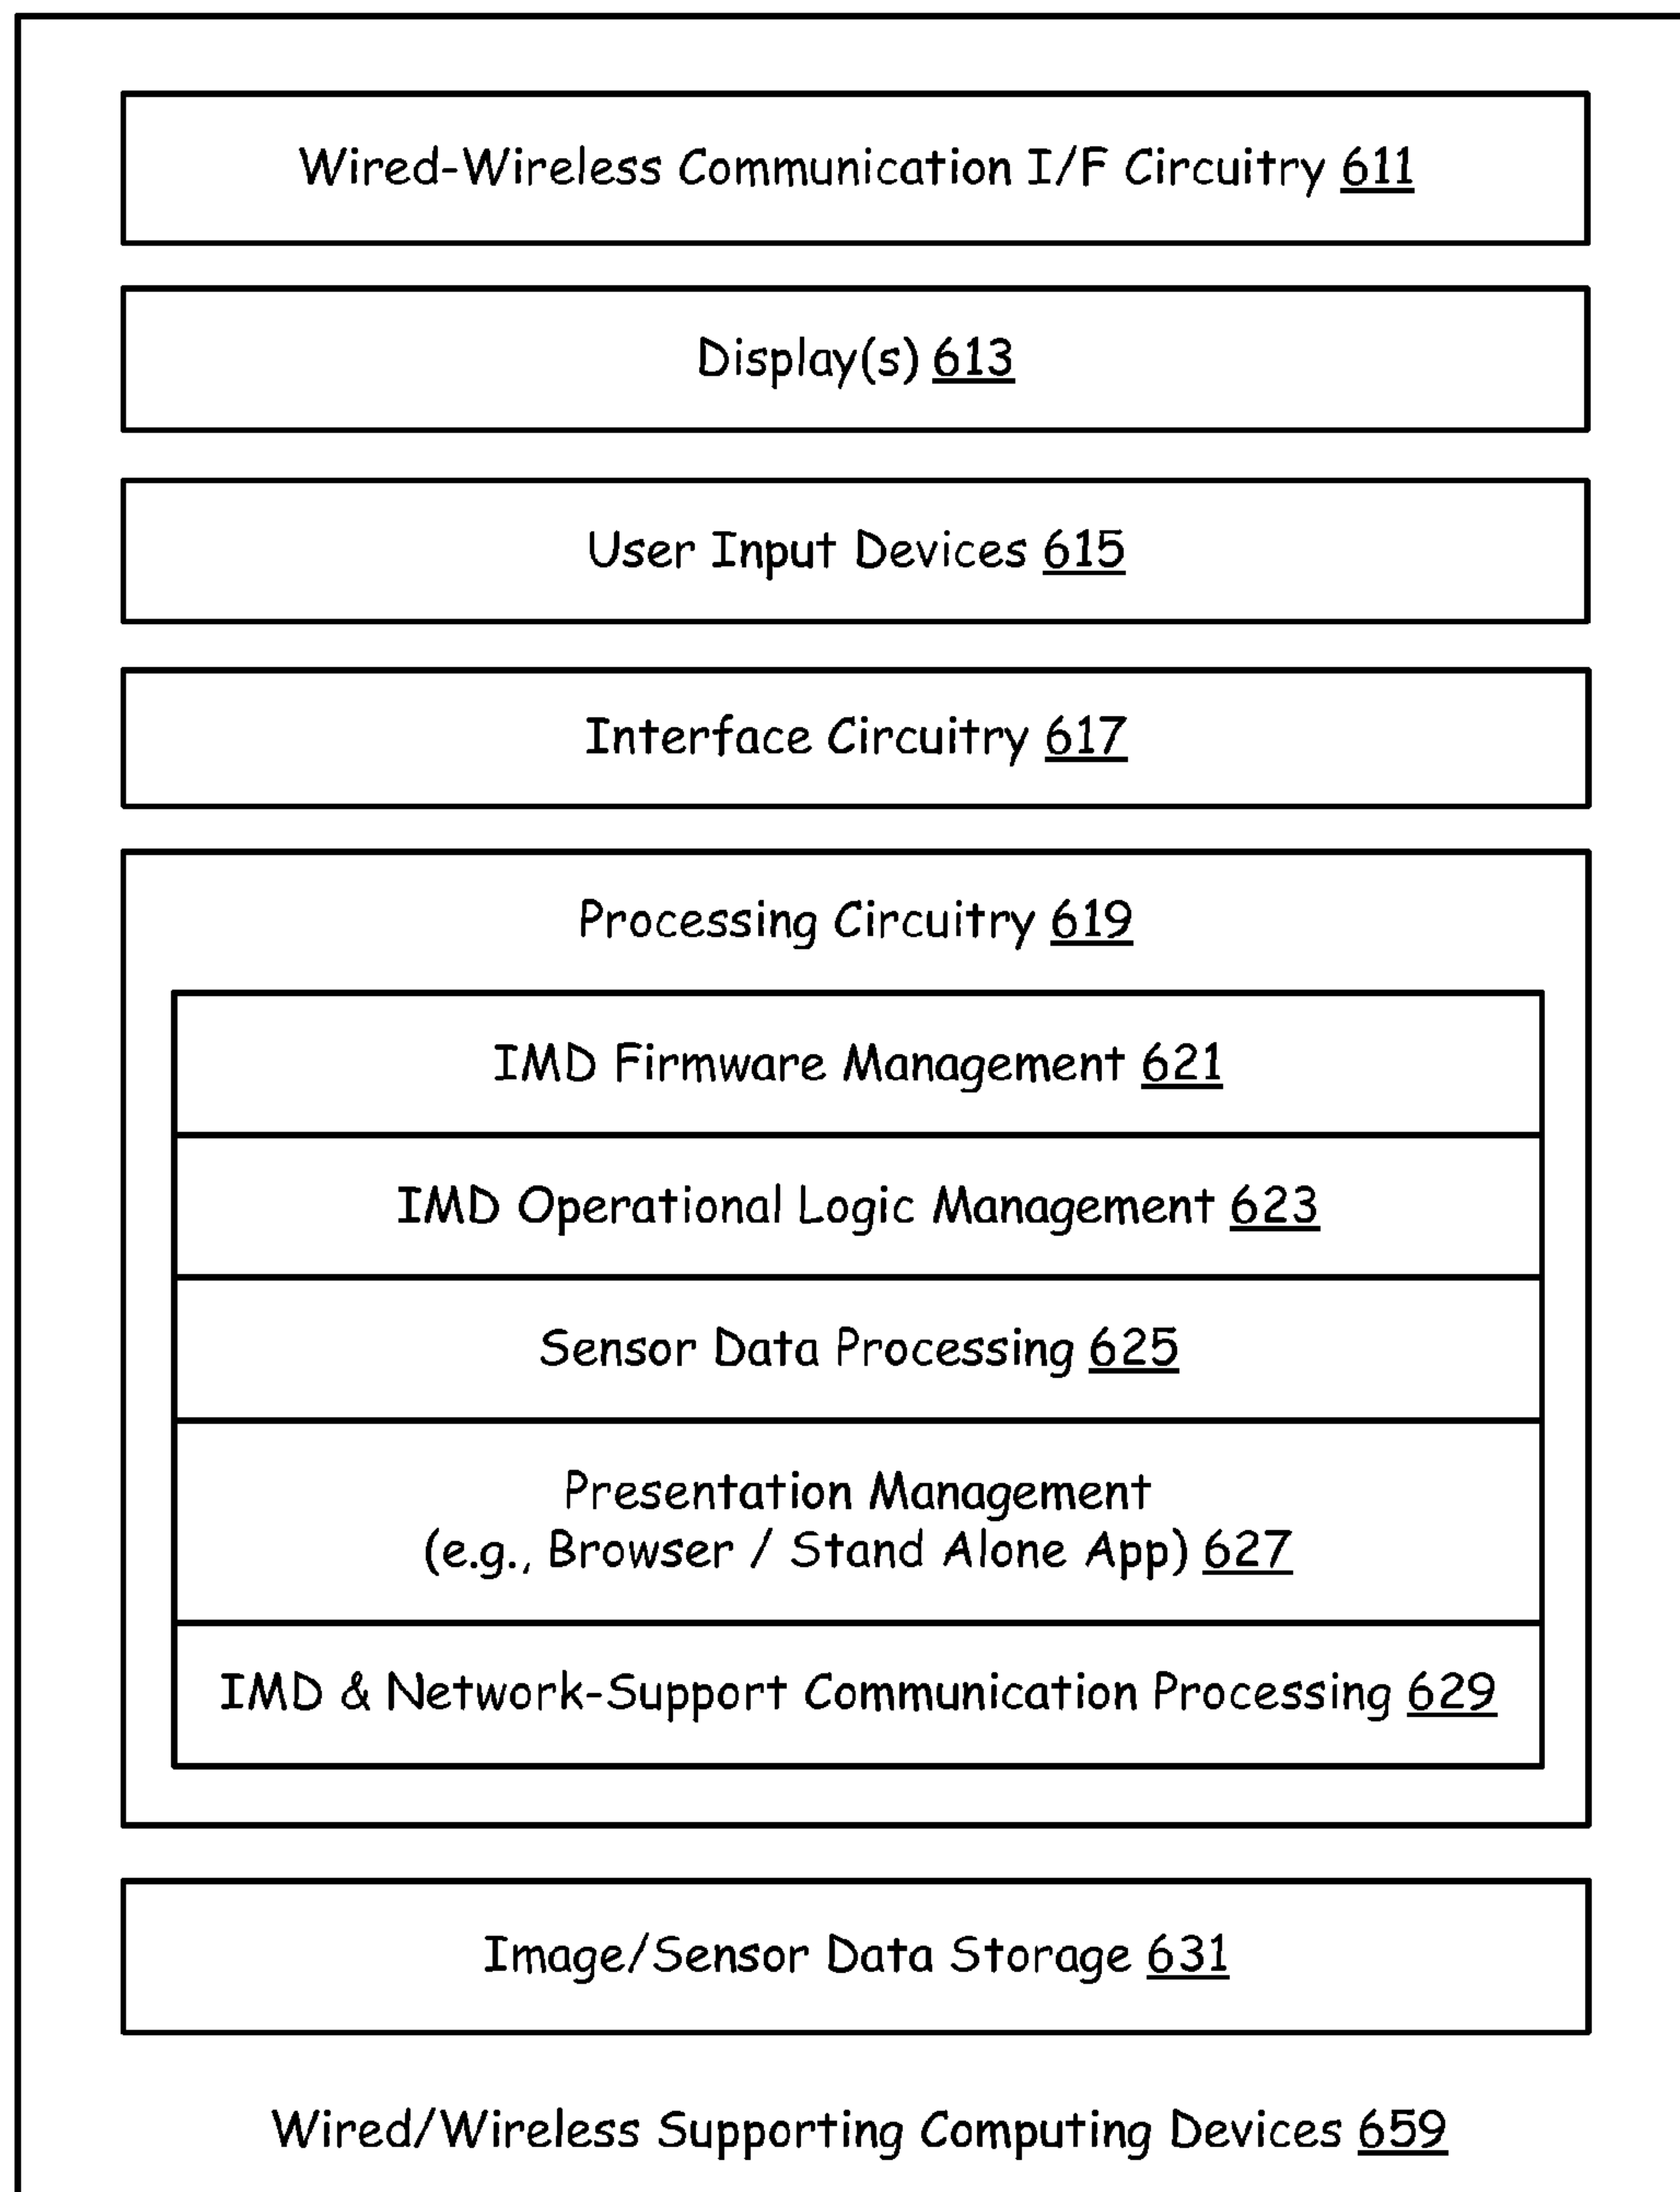 Wired-Wireless Communication I/F Circuitry 611
Display(s) 613
User Input Devices 615
Interface Circuitry 617
Processing Circuitry 619
IMD Firmware Management 621
IMD Operational Logic Management 623
Sensor Data Processing 625
Presentation Management
(e.g., Browser / Stand Alone App) 627
IMD & Network-Support Communication Processing 629
Image/Sensor Data Storage 631
Wired/Wireless Supporting Computing Devices 659